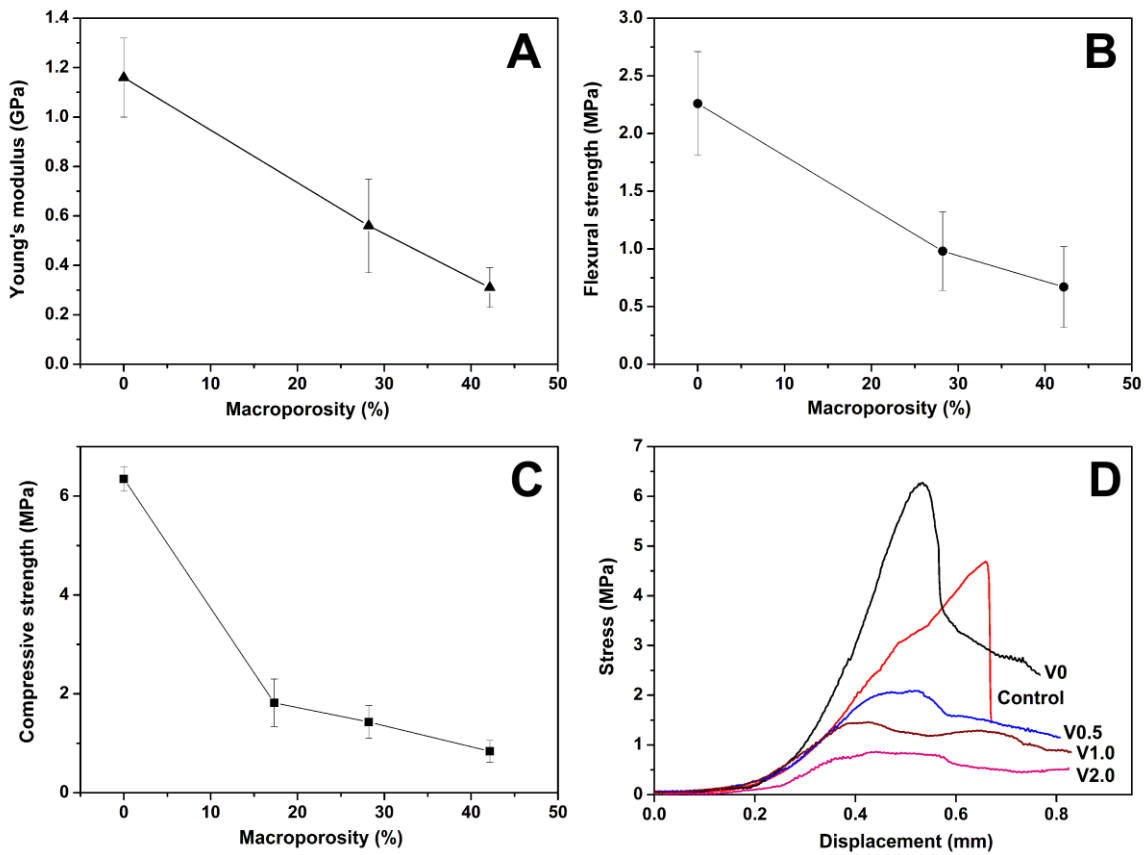 A
Young's modulus (GPa)
1.4
1.2
1.0
0.8
0.6
0.4
0.2
0.0
0 10 20 30 40 50
Macroporosity (%)
B
Flexural strength (MPa)
3.0
2.5
2.0
1.5
1.0
0.5
0.0
0 10 20 30 40 50
Macroporosity (%)
C
Compressive strength (MPa)
6
4
2
0
0 10 20 30 40 50
Macroporosity (%)
D
Stress (MPa)
7
6
5
4
3
2
1
0
V0
Control
V0.5
V1.0
V2.0
0.0 0.2 0.4 0.6 0.8
Displacement (mm)